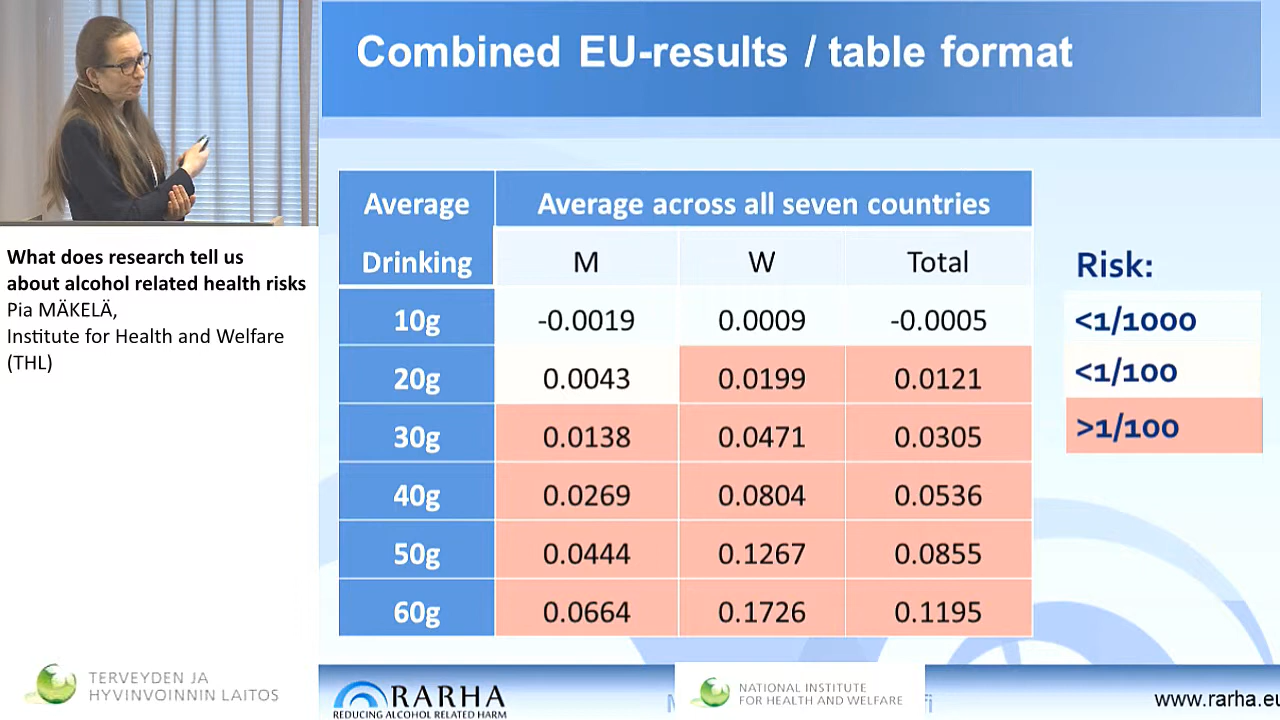 Combined EU-results / table format
What does research tell us
about alcohol related health risks
Pia MÄKELÄ,
Institute for Health and Welfare
(THL)
Average Drinking Average across all seven countries
M W Total
10g -0.0019 0.0009 -0.0005
20g 0.0043 0.0199 0.0121
30g 0.0138 0.0471 0.0305
40g 0.0269 0.0804 0.0536
50g 0.0444 0.1267 0.0855
60g 0.0664 0.1726 0.1195
Risk:
<1/1000
<1/100
>1/100
TERVEYDEN JA
HYVINVOINNIN LAITOS
RARHA
REDUCING ALCOHOL RELATED HARM
NATIONAL INSTITUTE
FOR HEALTH AND WELFARE
www.rarha.eu